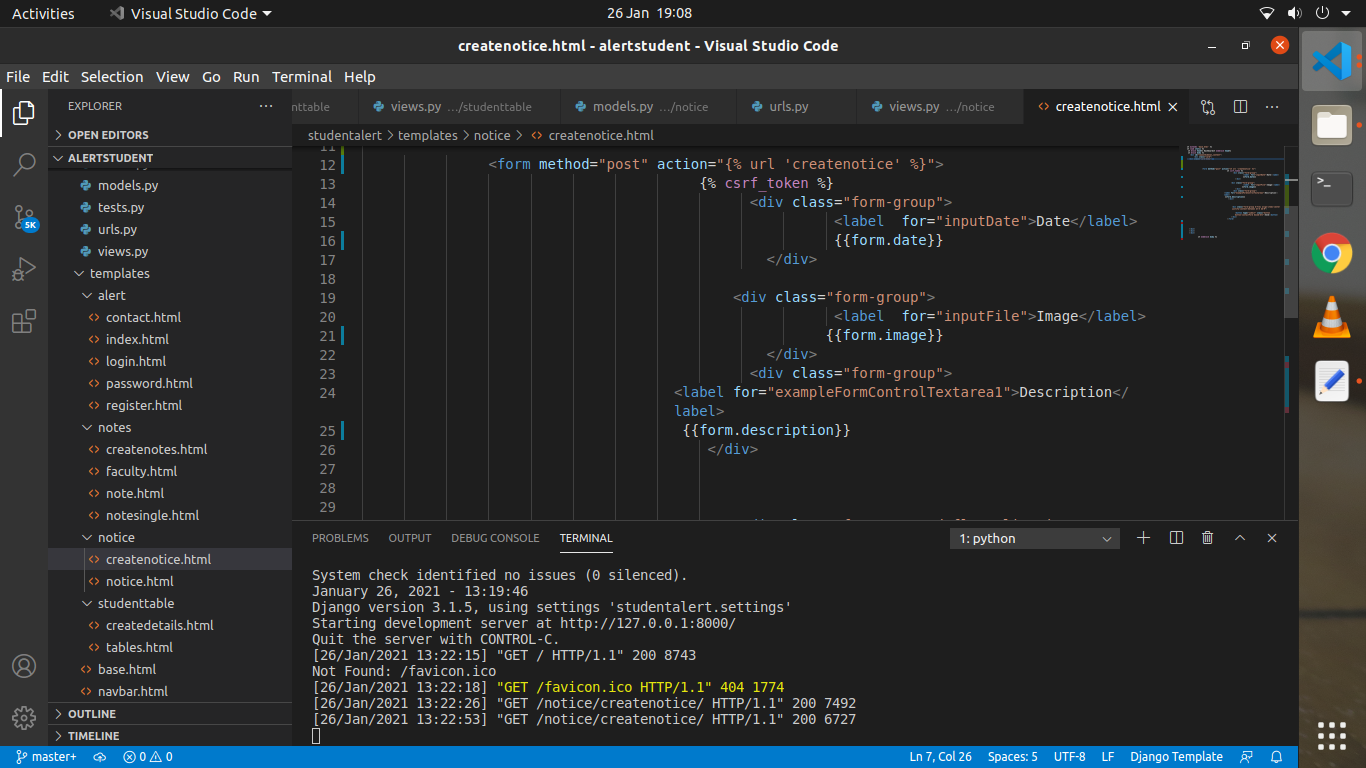 Activities
Visual Studio Code
26 Jan 19:08
createnotice.html - alertstudent - Visual Studio Code
File Edit Selection View Go Run Terminal Help
EXPLORER
OPEN EDITORS
ALERTSTUDENT
models.py
tests.py
urls.py
views.py
templates
alert
contact.html
index.html
login.html
password.html
register.html
notes
createnotes.html
faculty.html
note.html
notesingle.html
notice
createnotice.html
notice.html
studenttable
createdetails.html
tables.html
base.html
navbar.html
OUTLINE
TIMELINE
5K
nttable
views.py …/studenttable
models.py …/notice
urls.py
views.py …/notice
createnotice.html
studentalert > templates > notice > createnotice.html
11
12 <form method="post" action="{% url 'createnotice' %}">
13 {% csrf_token %}
14 <div class="form-group">
15 <label  for="inputDate">Date</label>
16 {{form.date}}
17 </div>
18
19 <div class="form-group">
20 <label  for="inputFile">Image</label>
21 {{form.image}}
22 </div>
23 <div class="form-group">
24 <label for="exampleFormControlTextarea1">Description</
label>
25 {{form.description}}
26 </div>
27
28
29
PROBLEMS OUTPUT DEBUG CONSOLE TERMINAL
1: python
System check identified no issues (0 silenced).
January 26, 2021 - 13:19:46
Django version 3.1.5, using settings 'studentalert.settings'
Starting development server at http://127.0.0.1:8000/
Quit the server with CONTROL-C.
[26/Jan/2021 13:22:15] "GET / HTTP/1.1" 200 8743
Not Found: /favicon.ico
[26/Jan/2021 13:22:18] "GET /favicon.ico HTTP/1.1" 404 1774
[26/Jan/2021 13:22:26] "GET /notice/createnotice/ HTTP/1.1" 200 7492
[26/Jan/2021 13:22:53] "GET /notice/createnotice/ HTTP/1.1" 200 6727
master+ 0 0 Ln 7, Col 26 Spaces: 5 UTF-8 LF Django Template